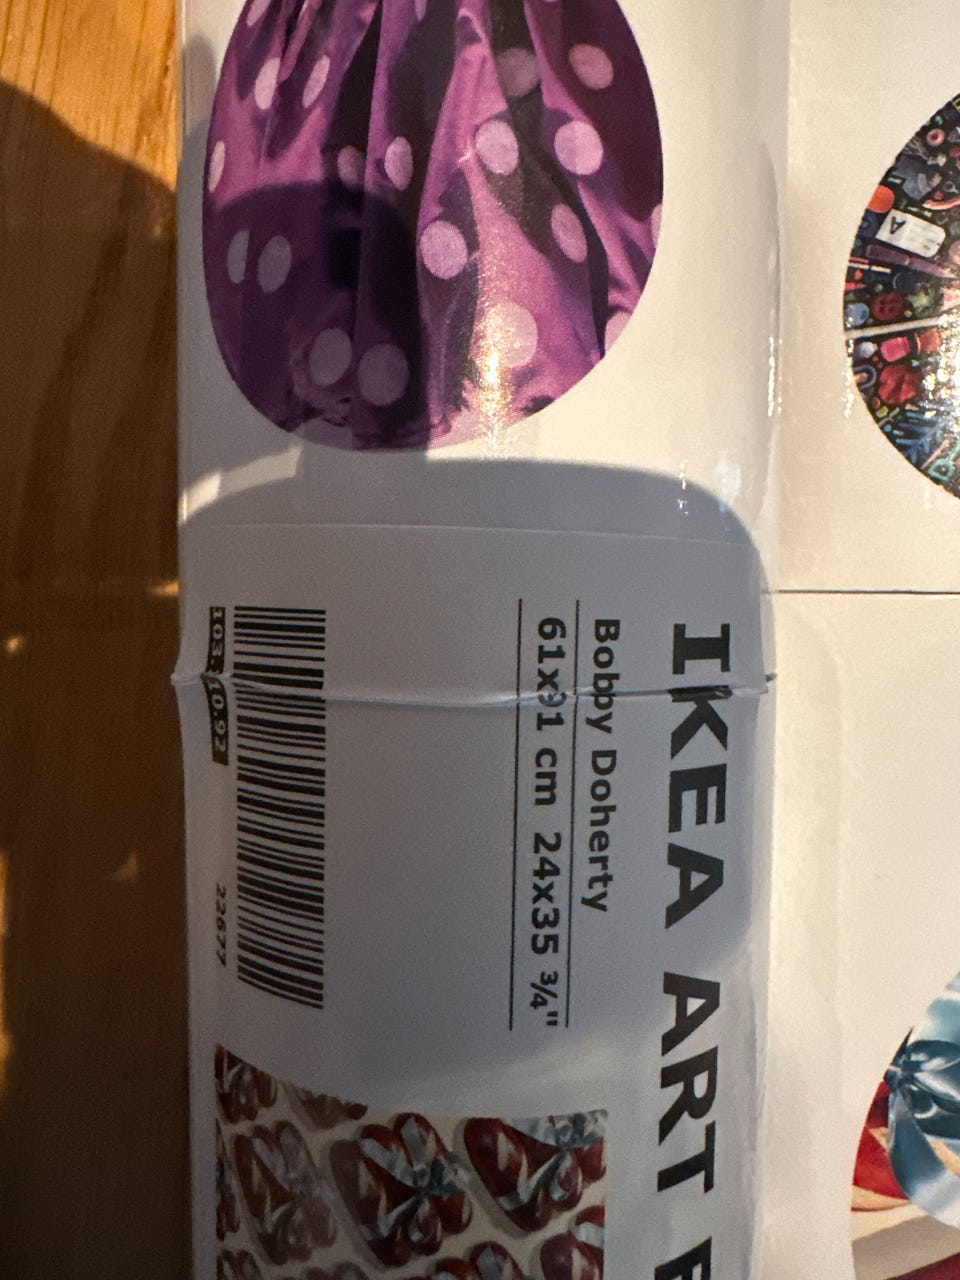 IKEA ART
Bobby Doherty
61x91 cm 24x35 ¾"
22677
A